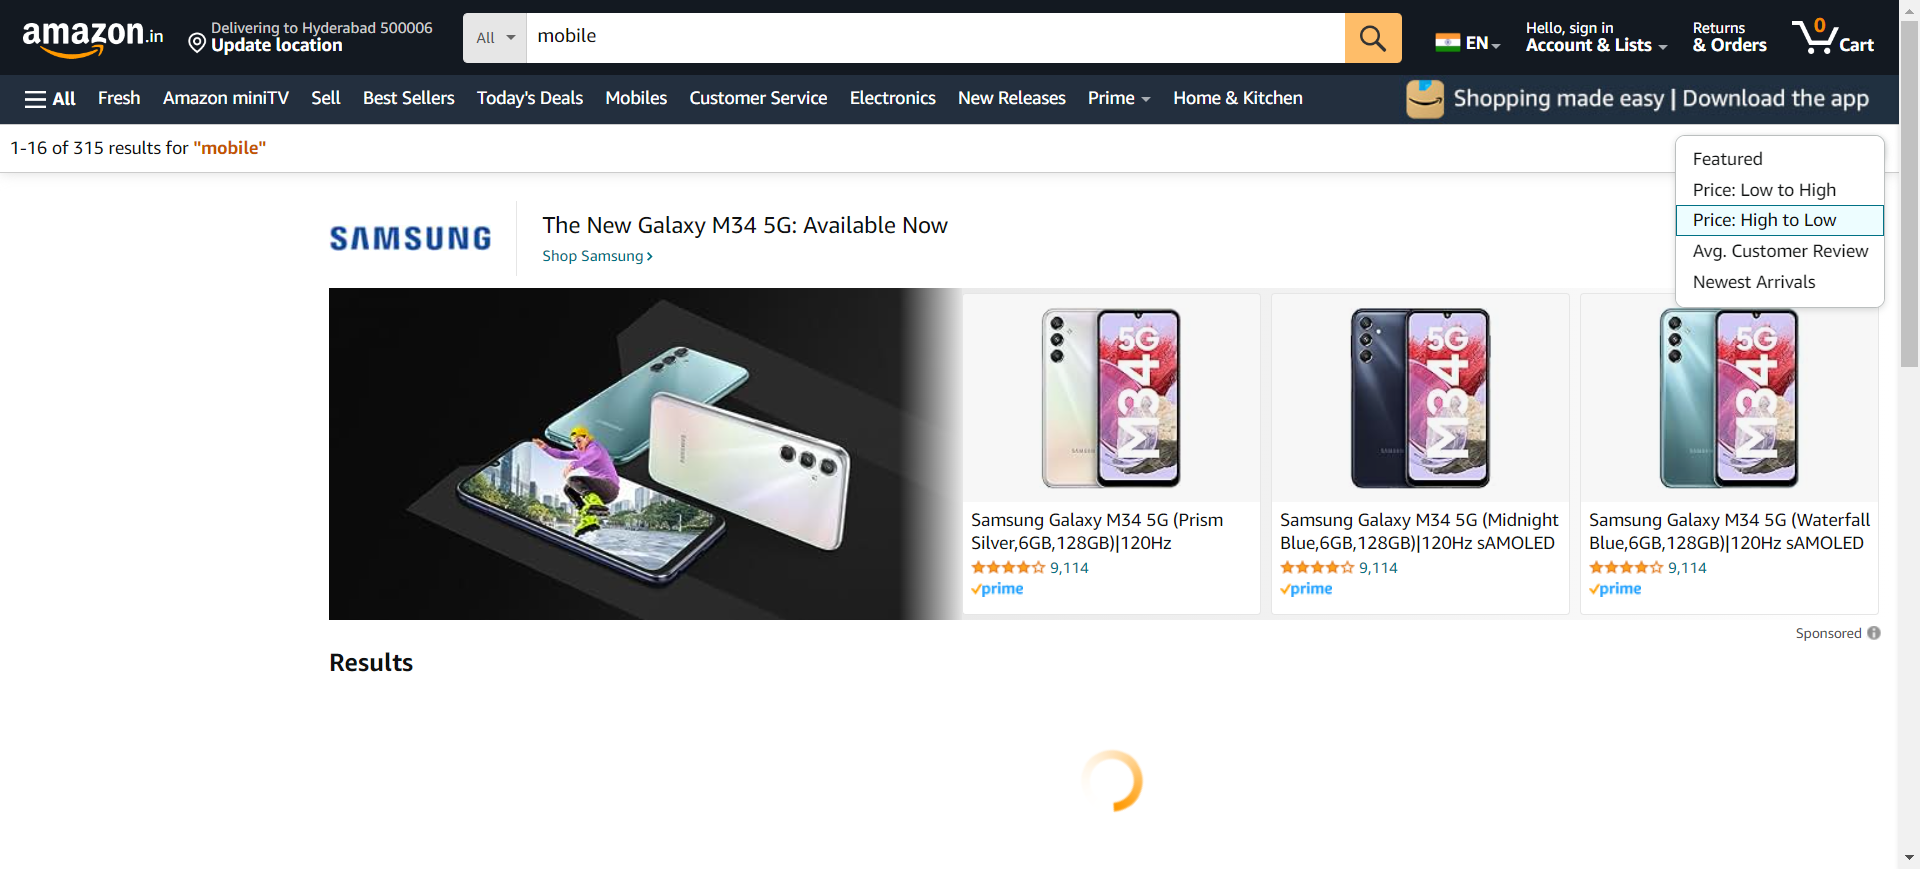 amazon.in
Delivering to Hyderabad 500006
Update location
All
mobile
EN
Hello, sign in
Account & Lists
Returns
& Orders
0
Cart
All
Fresh
Amazon miniTV
Sell
Best Sellers
Today's Deals
Mobiles
Customer Service
Electronics
New Releases
Prime
Home & Kitchen
Shopping made easy | Download the app
1-16 of 315 results for "mobile"
Featured
Price: Low to High
Price: High to Low
Avg. Customer Review
Newest Arrivals
SAMSUNG
The New Galaxy M34 5G: Available Now
Shop Samsung
5G
M34
SAMSUNG
5G
M34
SAMSUNG
5G
M34
SAMSUNG
Samsung Galaxy M34 5G (Prism
Silver,6GB,128GB)|120Hz
9,114
prime
Samsung Galaxy M34 5G (Midnight
Blue,6GB,128GB)|120Hz sAMOLED
9,114
prime
Samsung Galaxy M34 5G (Waterfall
Blue,6GB,128GB)|120Hz sAMOLED
9,114
prime
Sponsored
Results